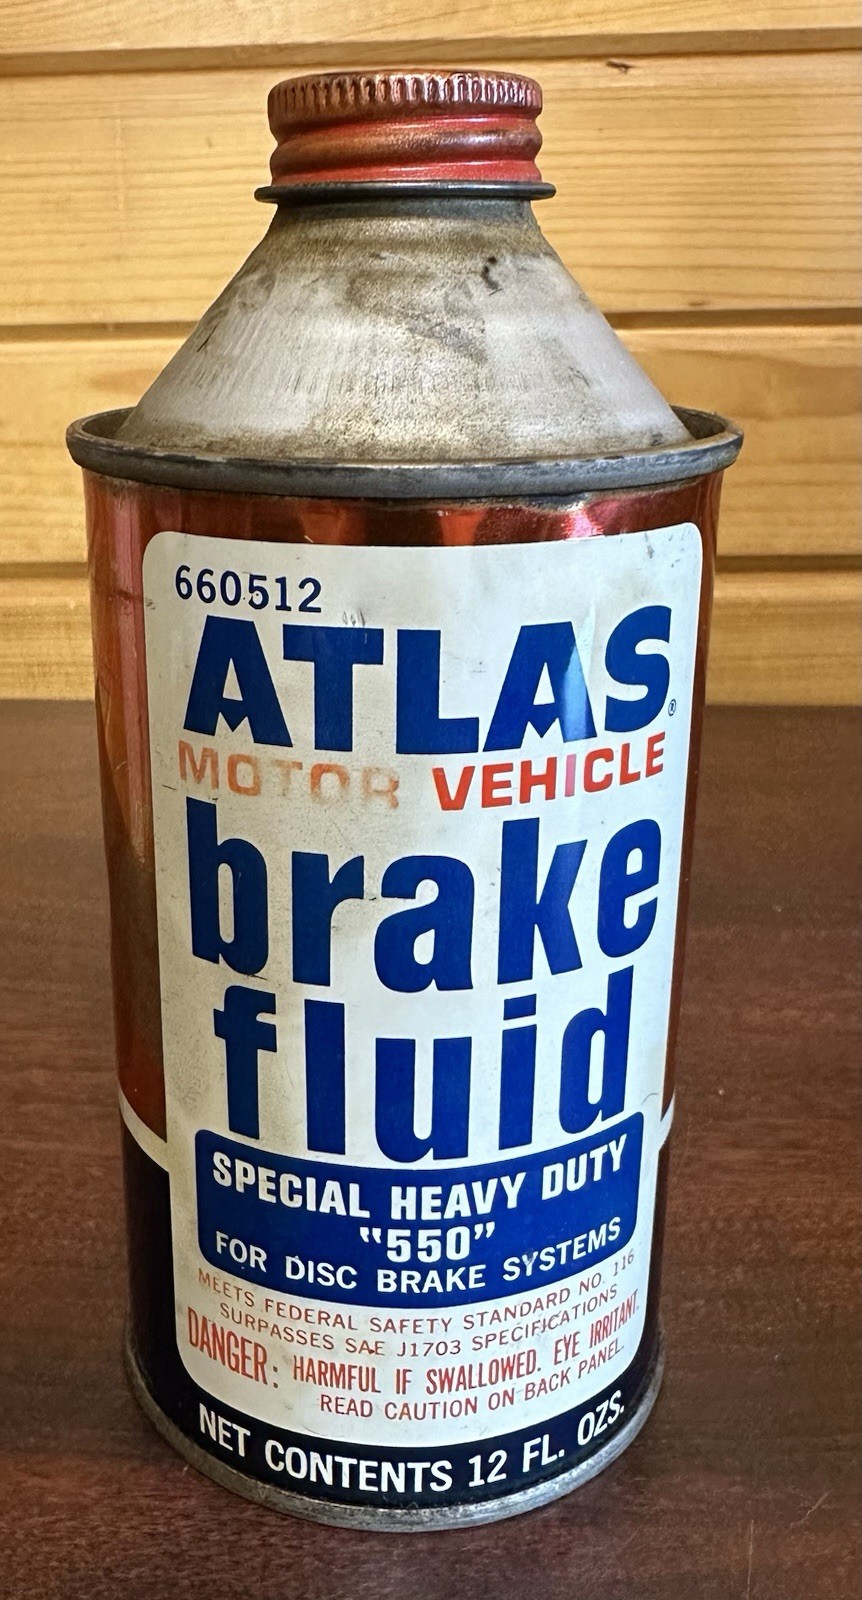 660512
ATLAS®
MOTOR VEHICLE
brake
fluid
SPECIAL HEAVY DUTY
"550"
FOR DISC BRAKE SYSTEMS
MEETS FEDERAL SAFETY STANDARD NO. 116
SURPASSES SAE J1703 SPECIFICATIONS
DANGER: HARMFUL IF SWALLOWED. EYE IRRITANT.
READ CAUTION ON BACK PANEL.
NET CONTENTS 12 FL. OZS.